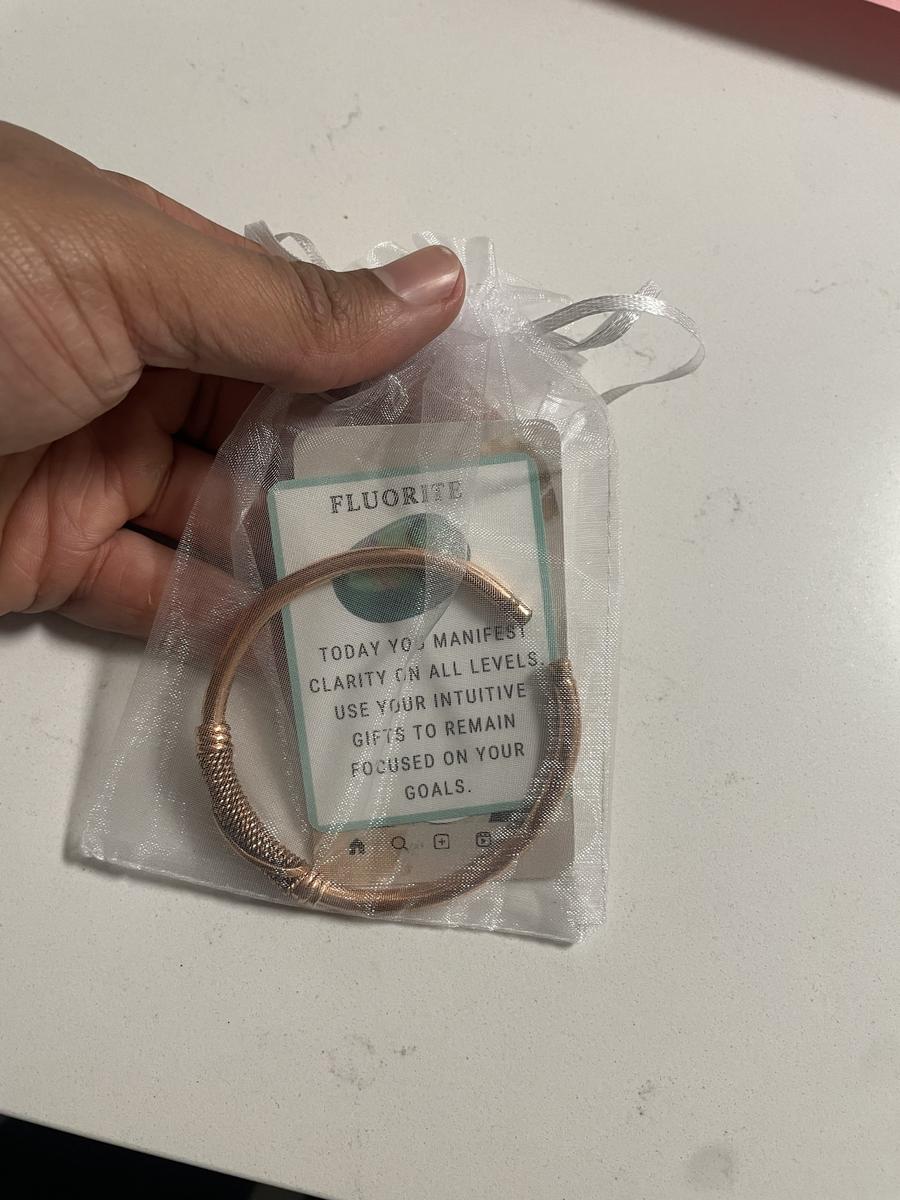 FLUORITE
TODAY YOU MANIFEST
CLARITY ON ALL LEVELS.
USE YOUR INTUITIVE
GIFTS TO REMAIN
FOCUSED ON YOUR
GOALS.